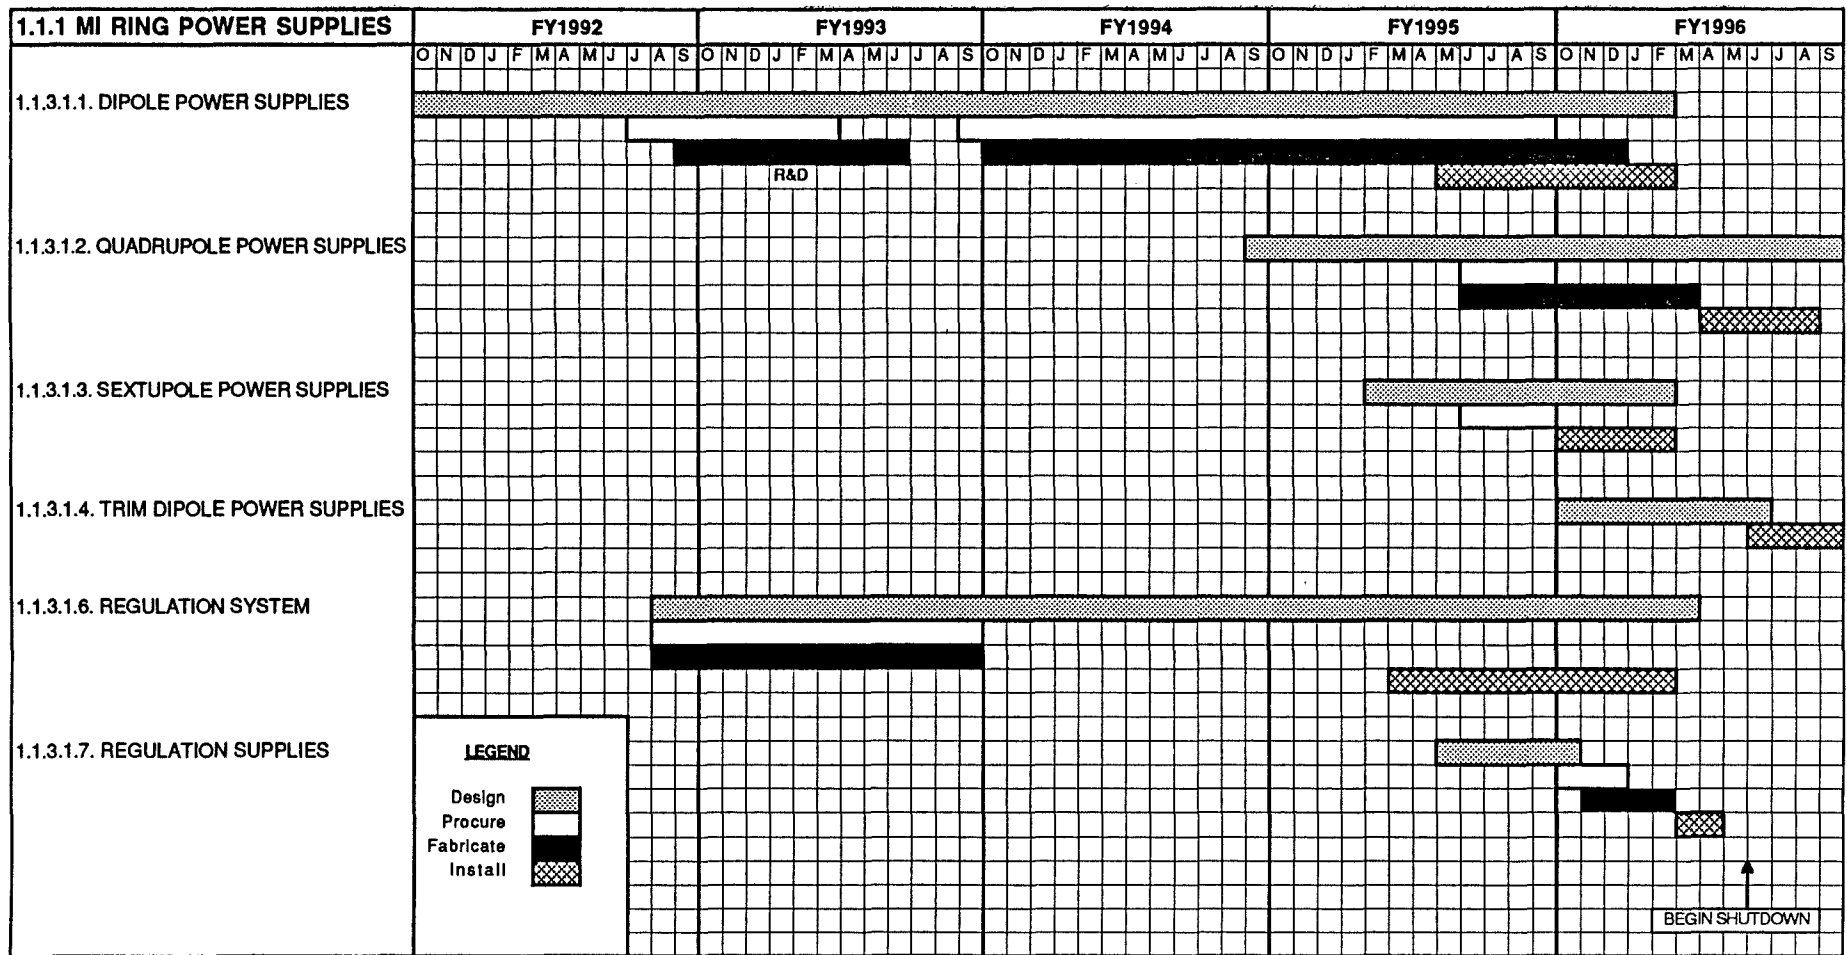 1.1.1 MI RING POWER SUPPLIES FY1992 FY1993 FY1994 FY1995 FY1996
O N D J F M A M J J A S O N D J F M A M J J A S O N D J F M A M J J A S O N D J F M A M J J A S O N D J F M A M J J A S
1.1.3.1.1. DIPOLE POWER SUPPLIES
R&D
1.1.3.1.2. QUADRUPOLE POWER SUPPLIES
1.1.3.1.3. SEXTUPOLE POWER SUPPLIES
1.1.3.1.4. TRIM DIPOLE POWER SUPPLIES
1.1.3.1.6. REGULATION SYSTEM
1.1.3.1.7. REGULATION SUPPLIES
LEGEND
Design
Procure
Fabricate
Install
BEGIN SHUTDOWN